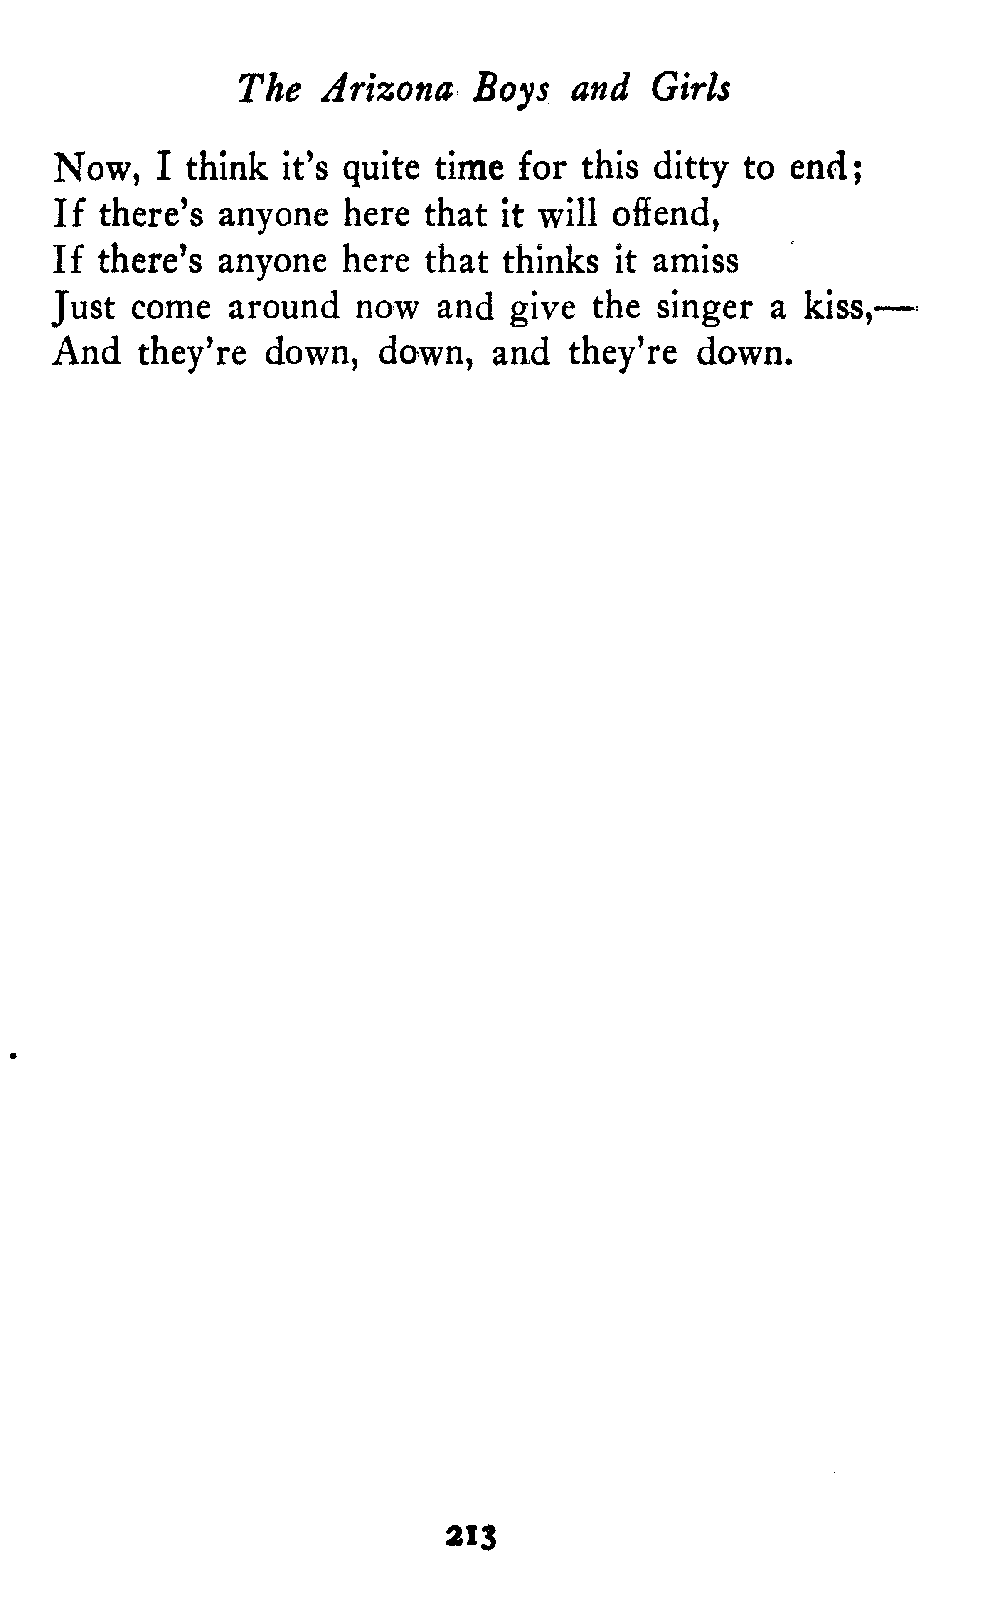 The Arizona Boys and Girls
Now, I think it's quite time for this ditty to end;
If there's anyone here that it will offend,
If there's anyone here that thinks it amiss
Just come around now and give the singer a kiss,—
And they're down, down, and they're down.
213